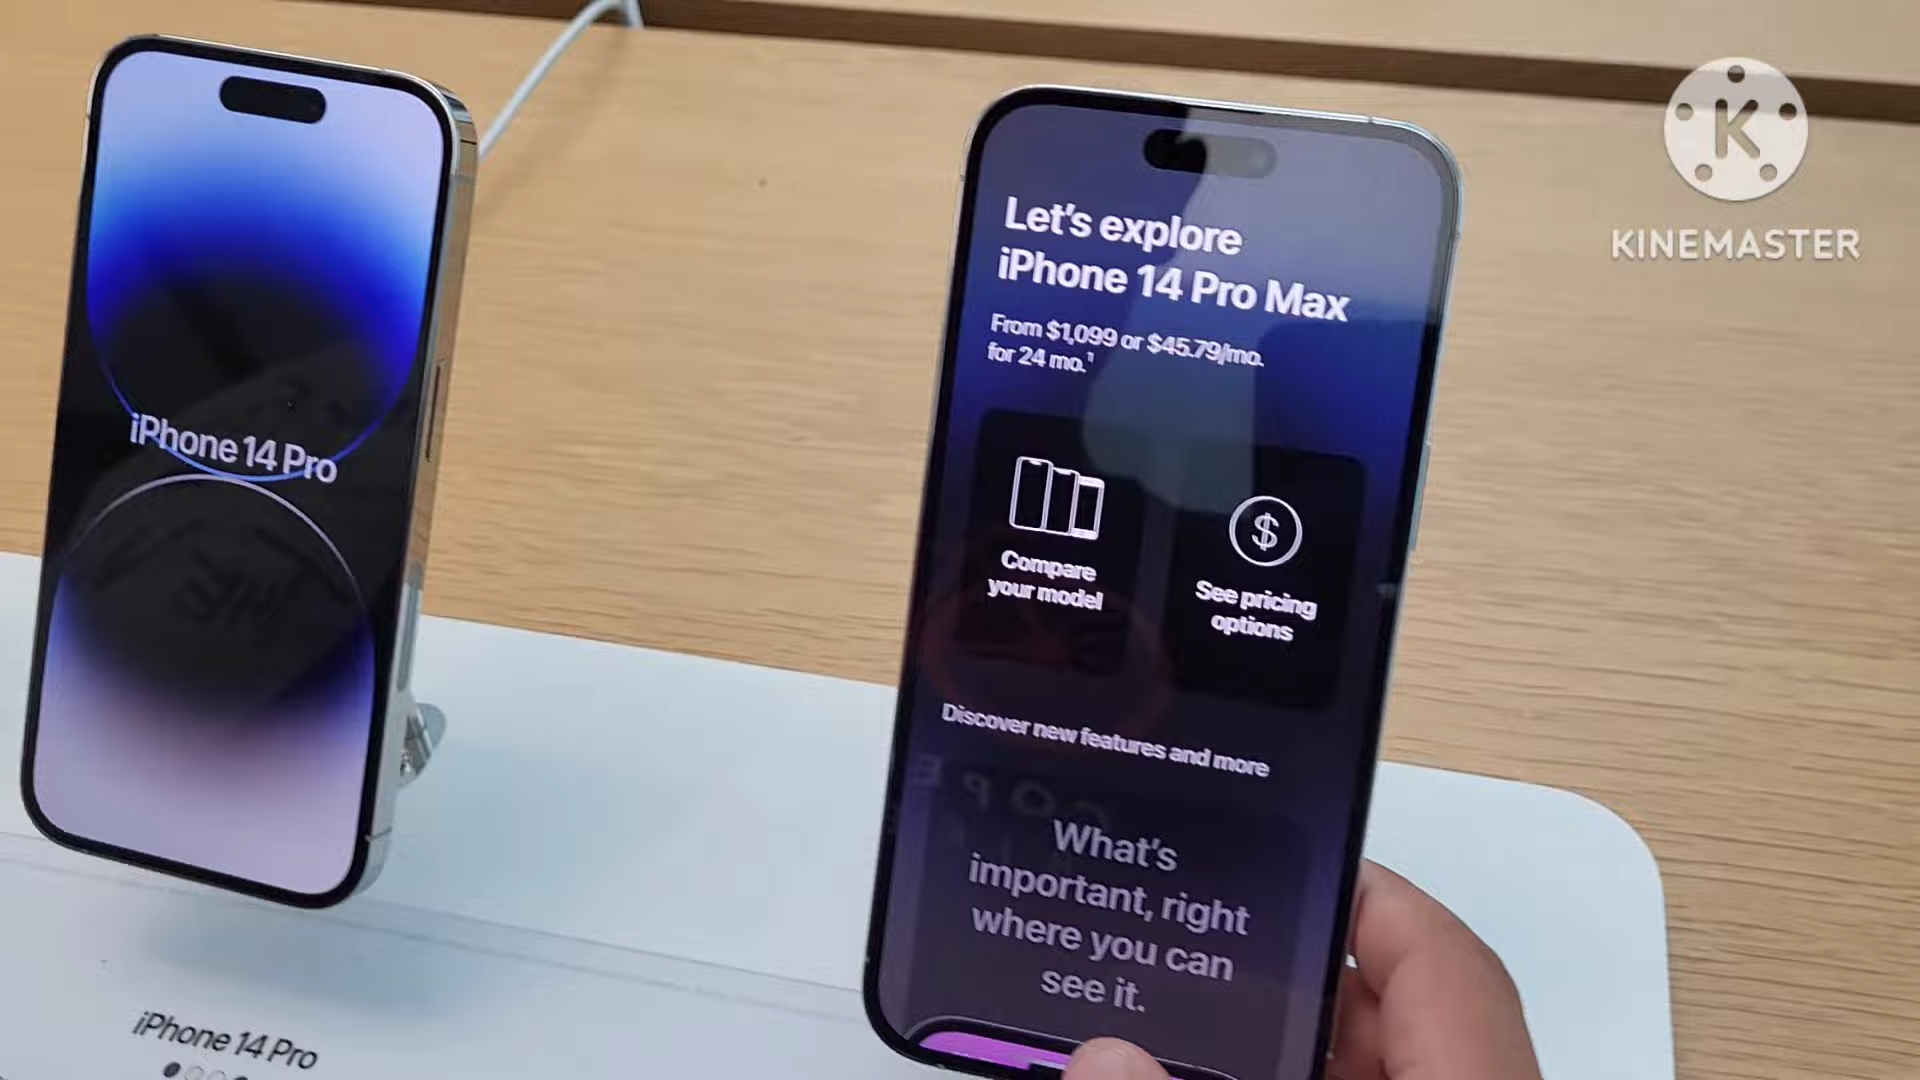 iPhone 14 Pro
iPhone 14 Pro
Let's explore
iPhone 14 Pro Max
From $1,099 or $45.79/mo.
for 24 mo.¹
Compare
your model
$
See pricing
options
Discover new features and more
What's
important, right
where you can
see it.
K
KINEMASTER